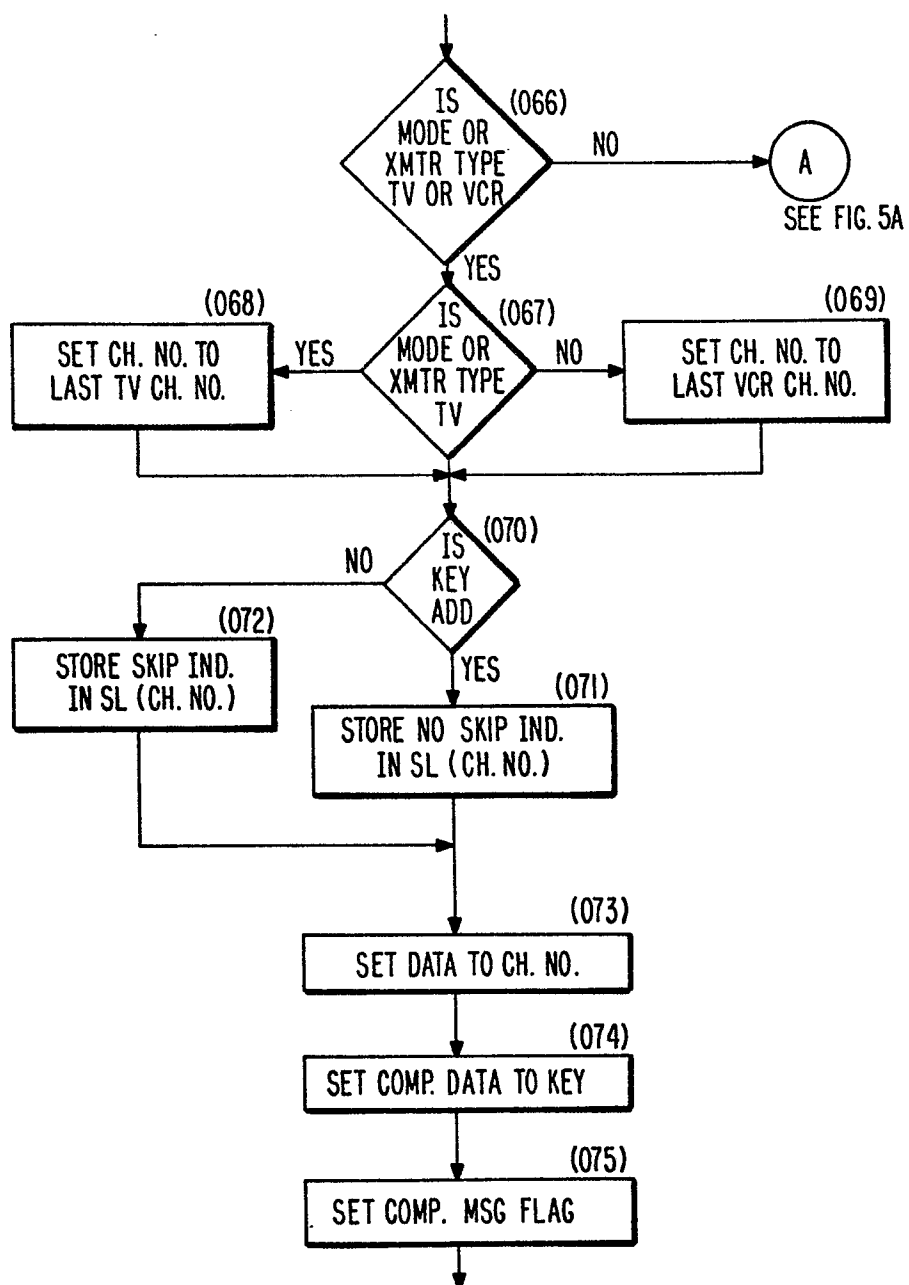 (066)
IS
MODE OR
XMTR TYPE
TV OR VCR
NO
A
SEE FIG. 5A
YES
(068)
SET CH. NO. TO
LAST TV CH. NO.
YES
(067)
IS
MODE OR
XMTR TYPE
TV
NO
(069)
SET CH. NO. TO
LAST VCR CH. NO.
(070)
IS
KEY
ADD
NO
YES
(072)
STORE SKIP IND.
IN SL (CH. NO.)
(071)
STORE NO SKIP IND.
IN SL (CH. NO.)
(073)
SET DATA TO CH. NO.
(074)
SET COMP. DATA TO KEY
(075)
SET COMP. MSG FLAG